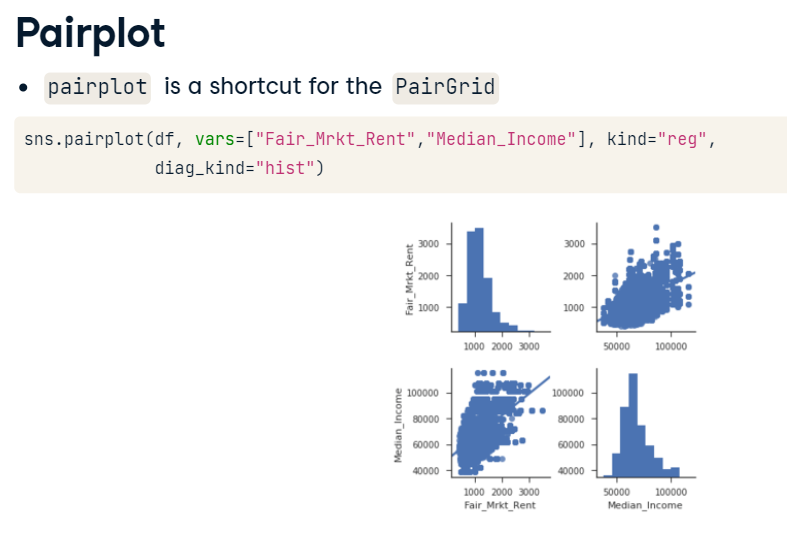 Pairplot
• pairplot is a shortcut for the PairGrid
sns.pairplot(df, vars=["Fair_Mrkt_Rent","Median_Income"], kind="reg",
diag_kind="hist")
Fair_Mrkt_Rent
3000
2000
1000
1000 2000 3000
3000
2000
1000
50000 100000
Median_Income
100000
80000
60000
40000
1000 2000 3000
Fair_Mrkt_Rent
100000
80000
60000
40000
50000 100000
Median_Income